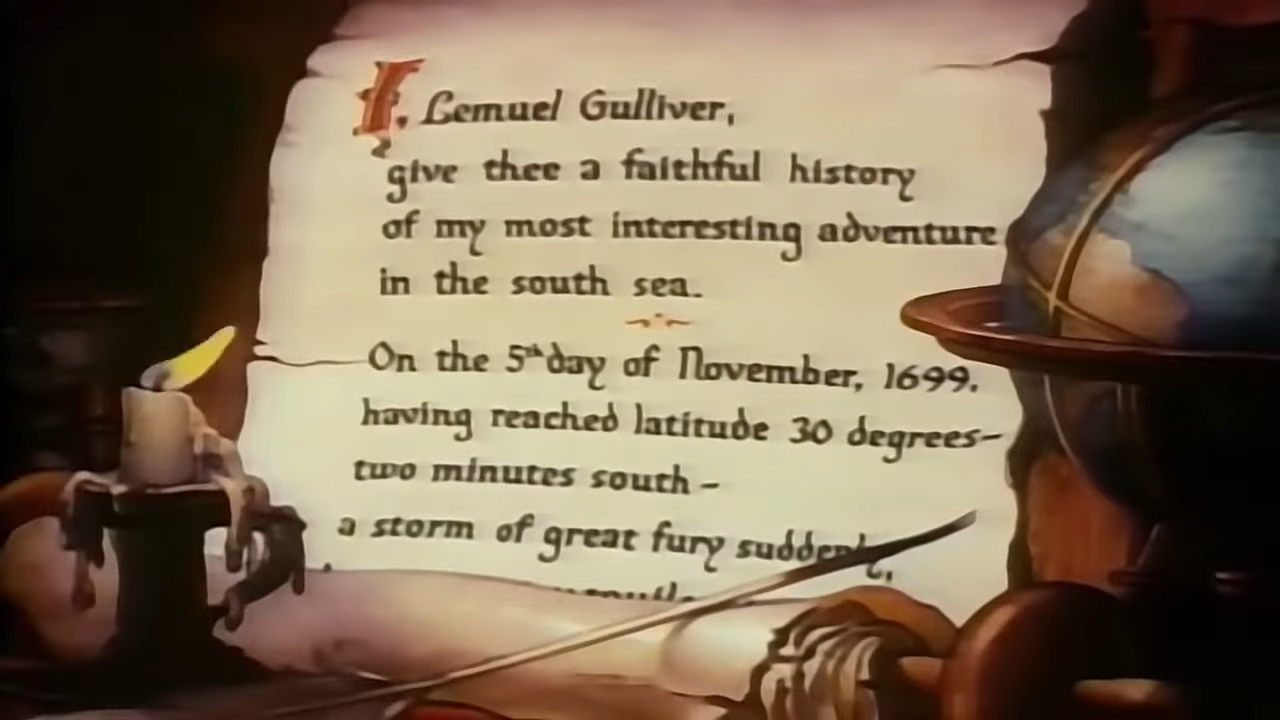 I, Lemuel Gulliver,
give thee a faithful history
of my most interesting adventure
in the south sea.
On the 5th day of November, 1699.
having reached latitude 30 degrees-
two minutes south-
a storm of great fury suddenly,